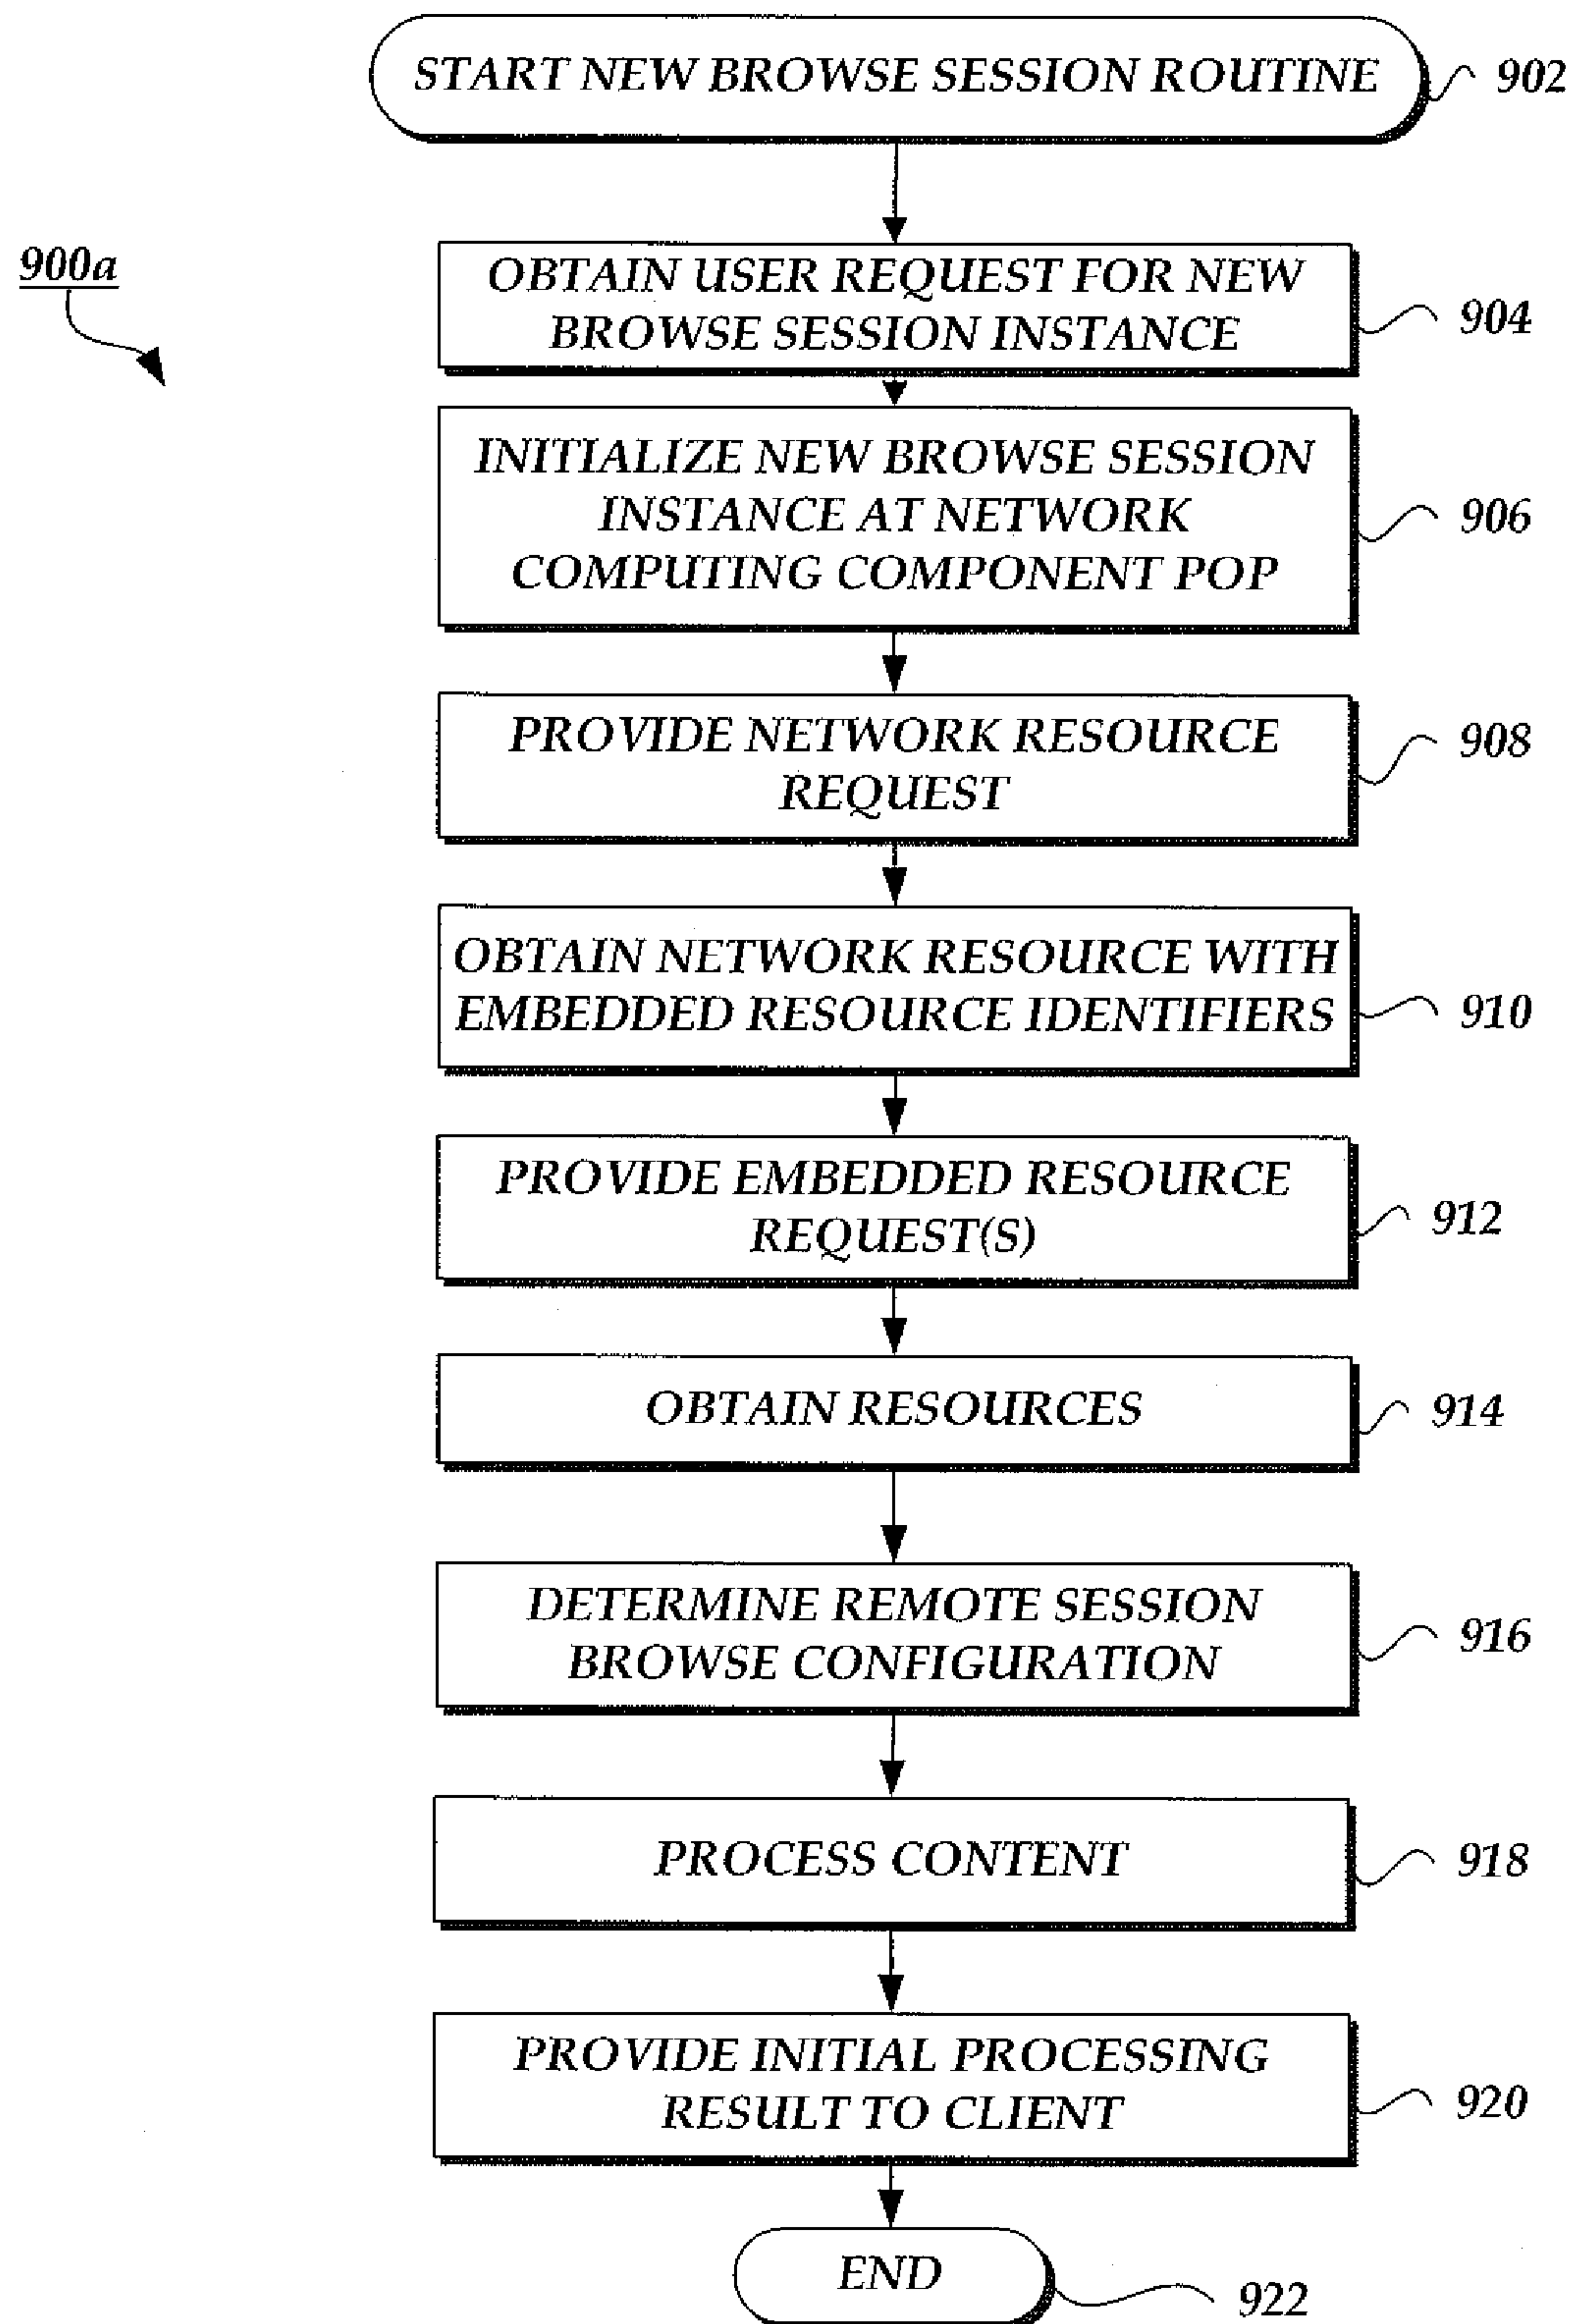 START NEW BROWSE SESSION ROUTINE
902
900a
OBTAIN USER REQUEST FOR NEW
BROWSE SESSION INSTANCE
904
INITIALIZE NEW BROWSE SESSION
INSTANCE AT NETWORK
COMPUTING COMPONENT POP
906
PROVIDE NETWORK RESOURCE
REQUEST
908
OBTAIN NETWORK RESOURCE WITH
EMBEDDED RESOURCE IDENTIFIERS
910
PROVIDE EMBEDDED RESOURCE
REQUEST(S)
912
OBTAIN RESOURCES
914
DETERMINE REMOTE SESSION
BROWSE CONFIGURATION
916
PROCESS CONTENT
918
PROVIDE INITIAL PROCESSING
RESULT TO CLIENT
920
END
922